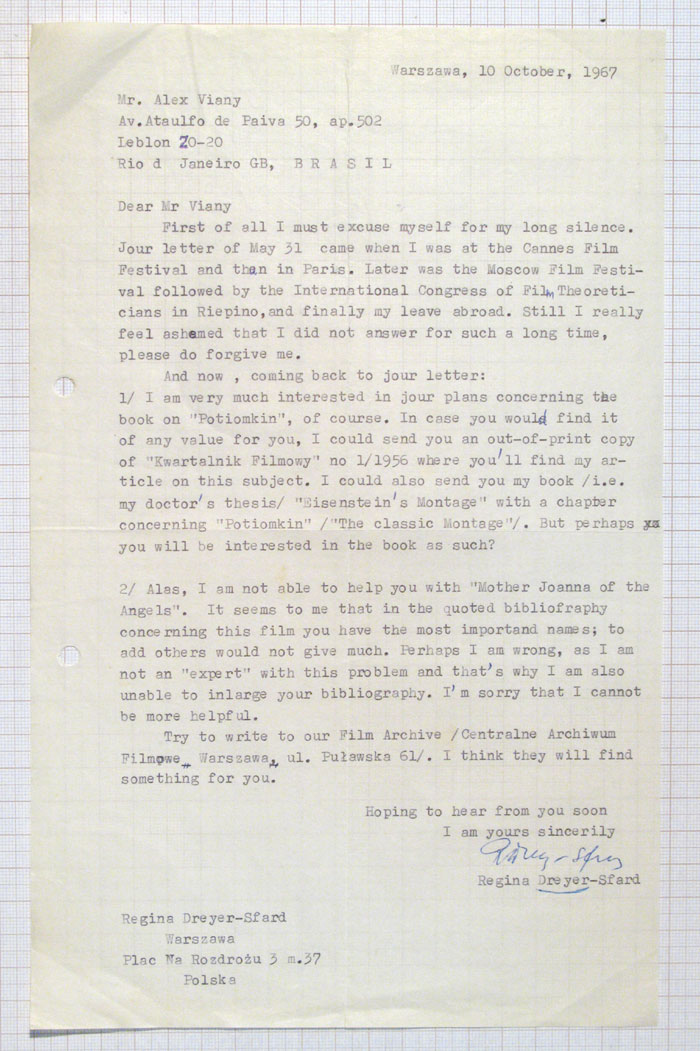 Warszawa, 10 October, 1967
Mr. Alex Viany
Av.Ataulfo de Paiva 50, ap.502
Leblon Z0-20
Rio d Janeiro GB, B R A S I L
Dear Mr Viany
First of all I must excuse myself for my long silence.
Jour letter of May 31 came when I was at the Cannes Film
Festival and than in Paris. Later was the Moscow Film Festi-
val followed by the International Congress of Film Theoreti-
cians in Riepino,and finally my leave abroad. Still I really
feel ashemed that I did not answer for such a long time,
please do forgive me.
And now , coming back to jour letter:
1/ I am very much interested in jour plans concerning the
book on "Potiomkin", of course. In case you would find it
of any value for you, I could send you an out-of-print copy
of "Kwartalnik Filmowy" no 1/1956 where you'll find my ar-
ticle on this subject. I could also send you my book /i.e.
my doctor's thesis/ "Eisenstein's Montage" with a chapter
concerning "Potiomkin" /"The classic Montage"/. But perhaps
you will be interested in the book as such?
2/ Alas, I am not able to help you with "Mother Joanna of the
Angels". It seems to me that in the quoted bibliofraphy
concerning this film you have the most importand names; to
add others would not give much. Perhaps I am wrong, as I am
not an "expert" with this problem and that's why I am also
unable to inlarge your bibliography. I'm sorry that I cannot
be more helpful.
Try to write to our Film Archive /Centralne Archiwum
Filmowe, Warszawa, ul. Puławska 61/. I think they will find
something for you.
Hoping to hear from you soon
I am yours sincerily
Dreyer-Sfard
Regina Dreyer-Sfard
Regina Dreyer-Sfard
Warszawa
Plac Na Rozdrożu 3 m.37
Polska